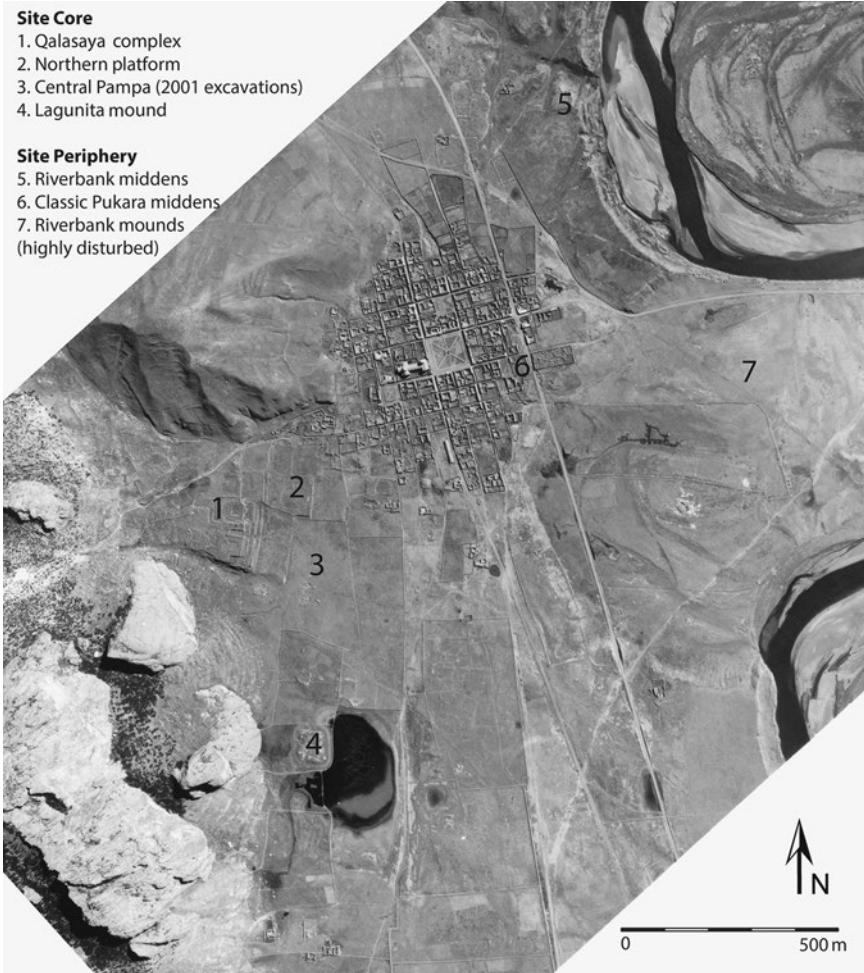 Site Core
1. Qalasaya complex
2. Northern platform
3. Central Pampa (2001 excavations)
4. Lagunita mound
Site Periphery
5. Riverbank middens
6. Classic Pukara middens
7. Riverbank mounds
(highly disturbed)
5
6
7
2
1
3
4
N
0
500 m